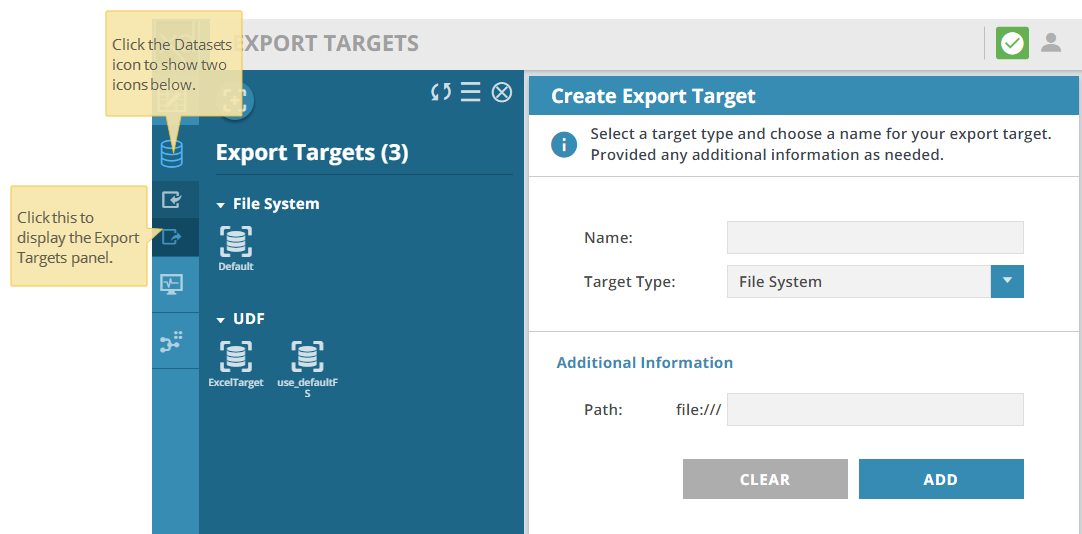 Click the Datasets
icon to show two
icons below.
EXPORT TARGETS
Click this to
display the Export
Targets panel.
Export Targets (3)
File System
Default
UDF
ExcelTarget
use_defaultF
S
Create Export Target
i
Select a target type and choose a name for your export target.
Provided any additional information as needed.
Name:
Target Type:
File System
Additional Information
Path:
file:///
CLEAR
ADD